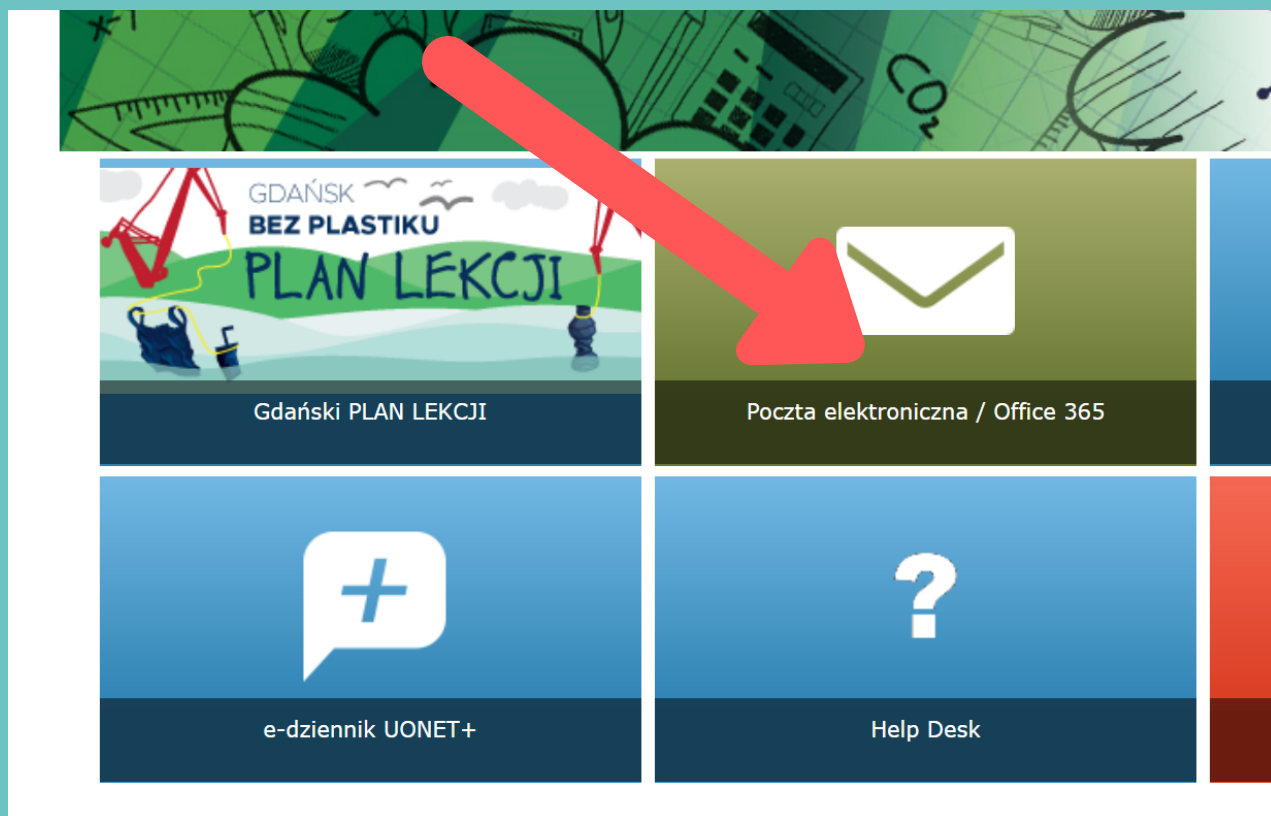 CO₂
GDAŃSK
BEZ PLASTIKU
PLAN LEKCJI
Gdański PLAN LEKCJI
Poczta elektroniczna / Office 365
e-dziennik UONET+
Help Desk